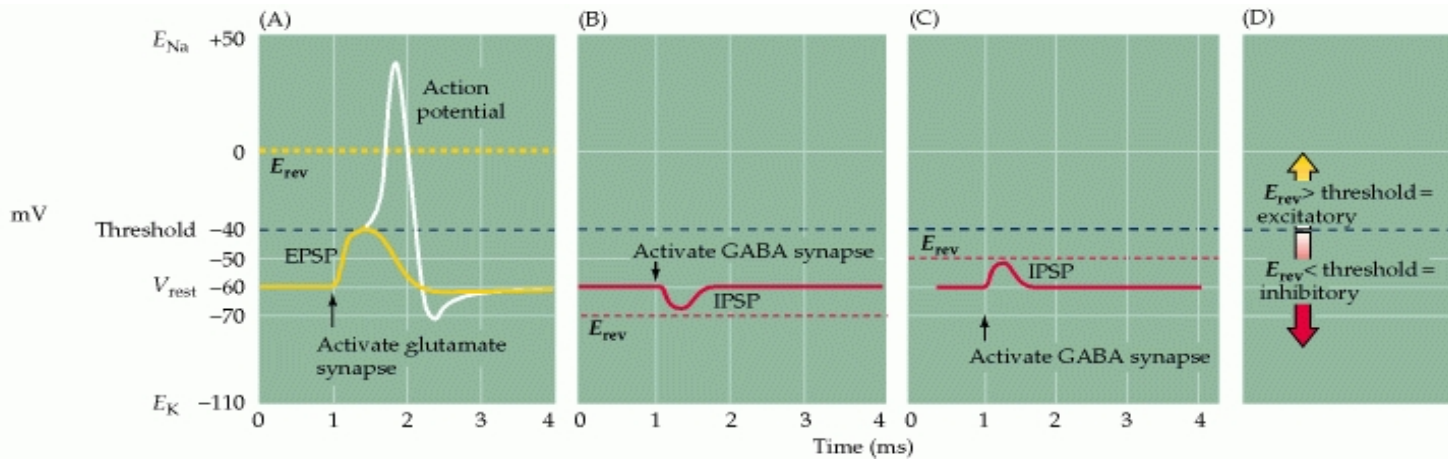 (A)
(B)
(C)
(D)
E_Na +50
0
mV
Threshold −40
−50
V_rest −60
−70
E_K −110
Action
potential
E_rev
EPSP
Activate glutamate
synapse
0 1 2 3 4
Activate GABA synapse
IPSP
E_rev
0 1 2 3 4
E_rev
IPSP
Activate GABA synapse
0 1 2 3 4
E_rev > threshold =
excitatory
E_rev < threshold =
inhibitory
Time (ms)